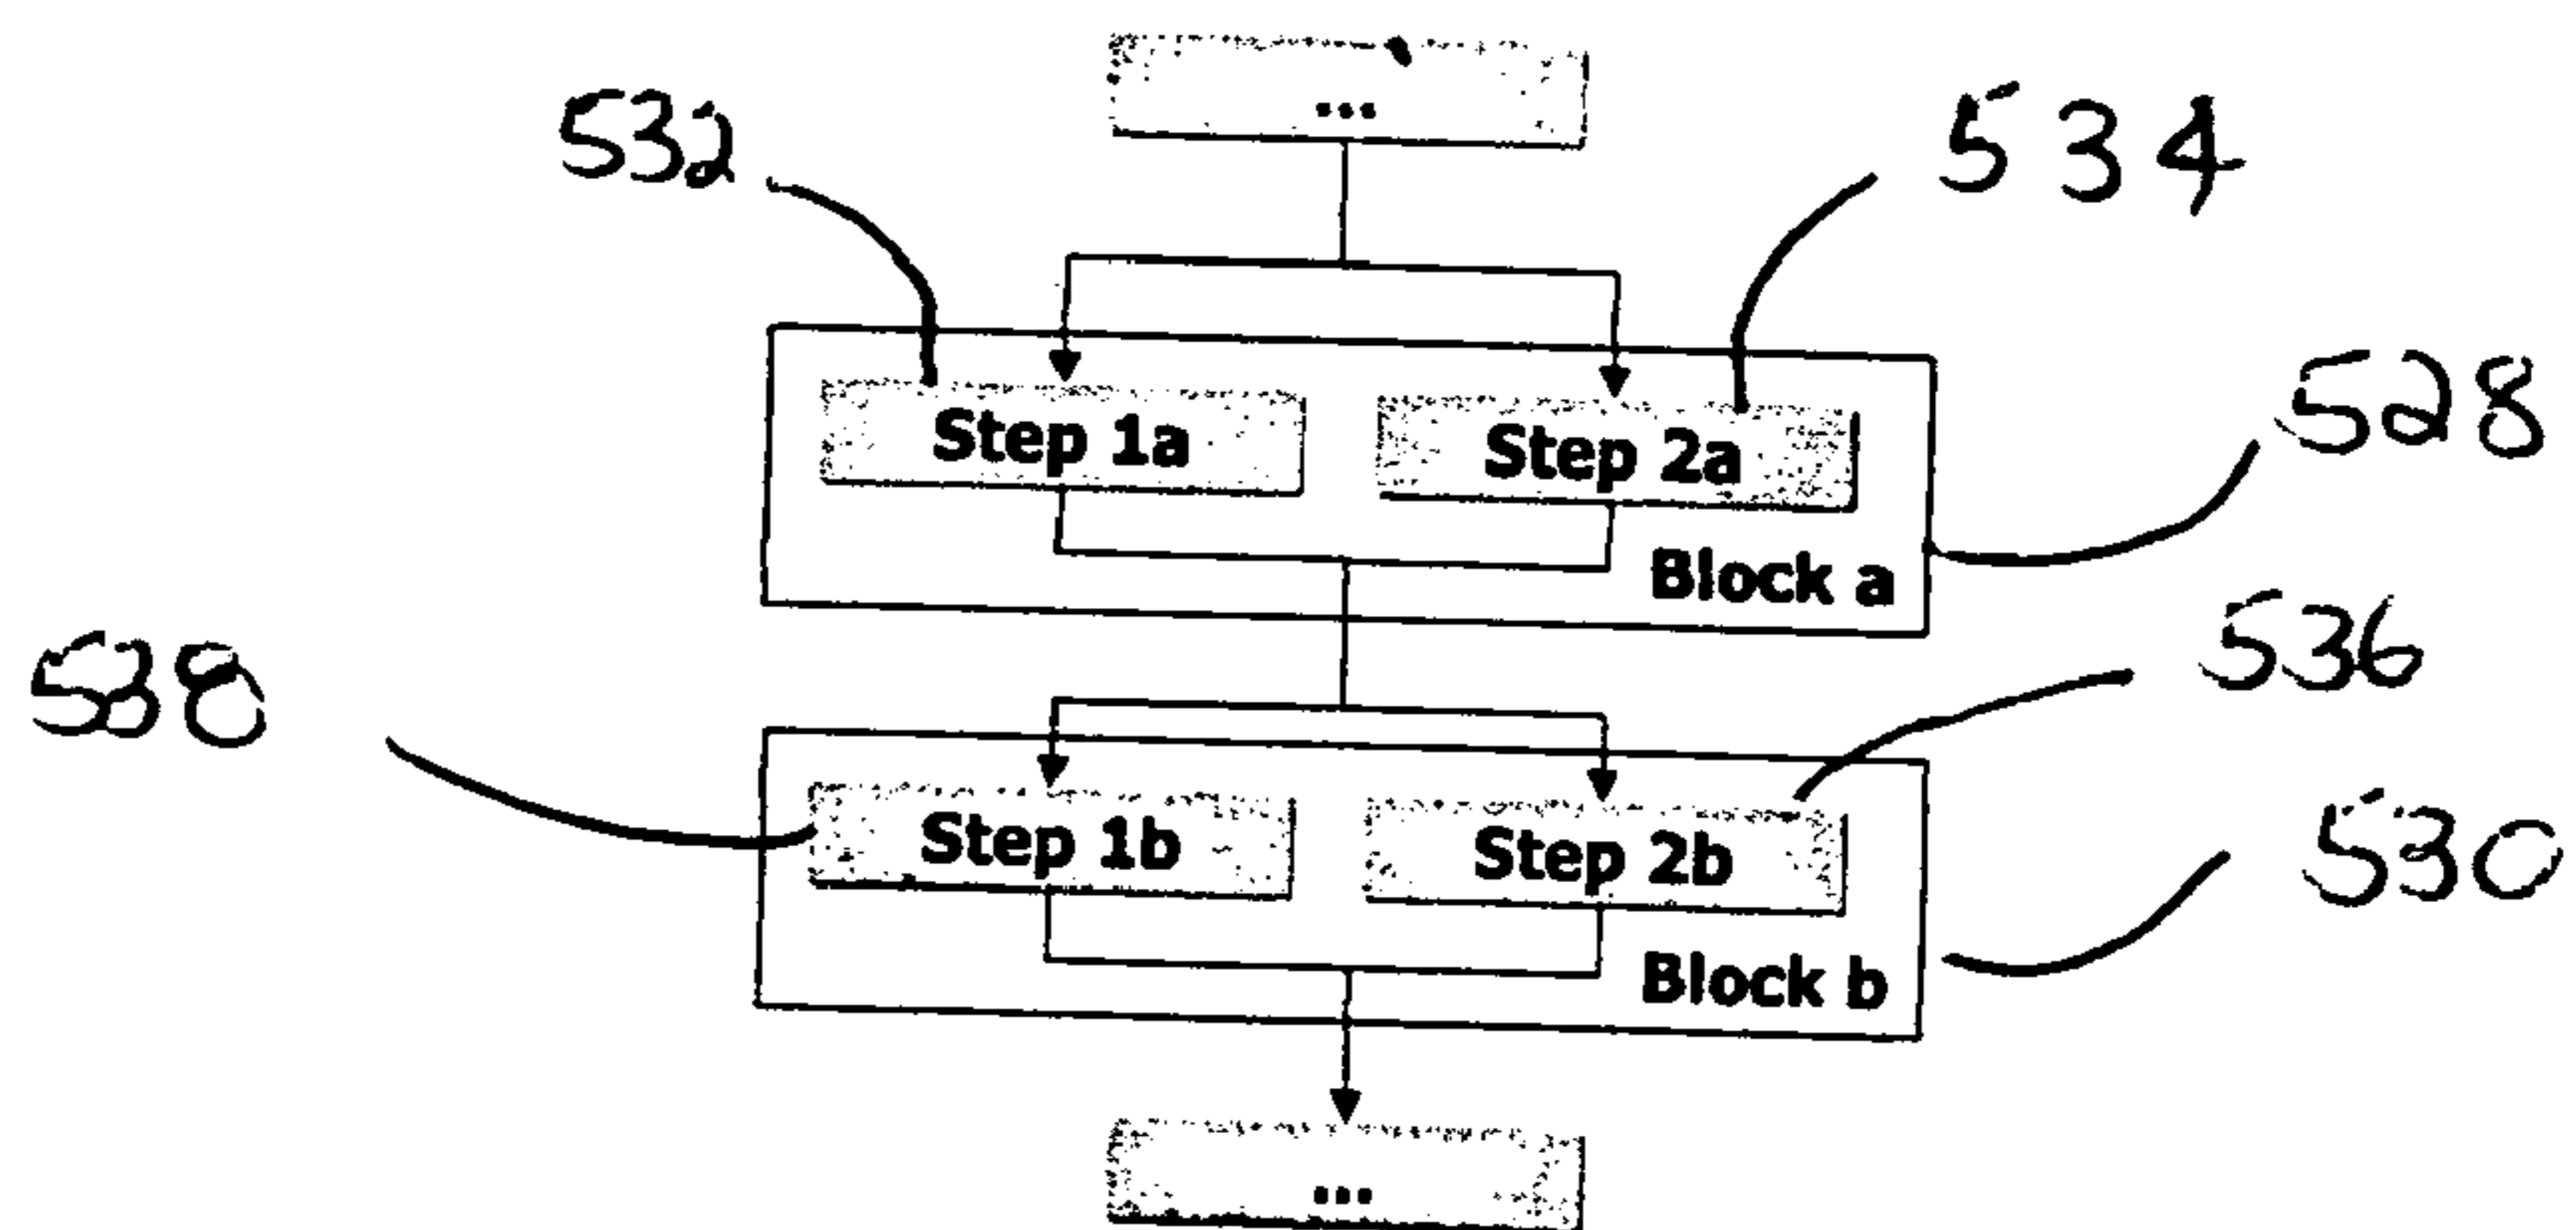 ...
532
534
528
Step 1a
Step 2a
Block a
536
538
530
Step 1b
Step 2b
Block b
...